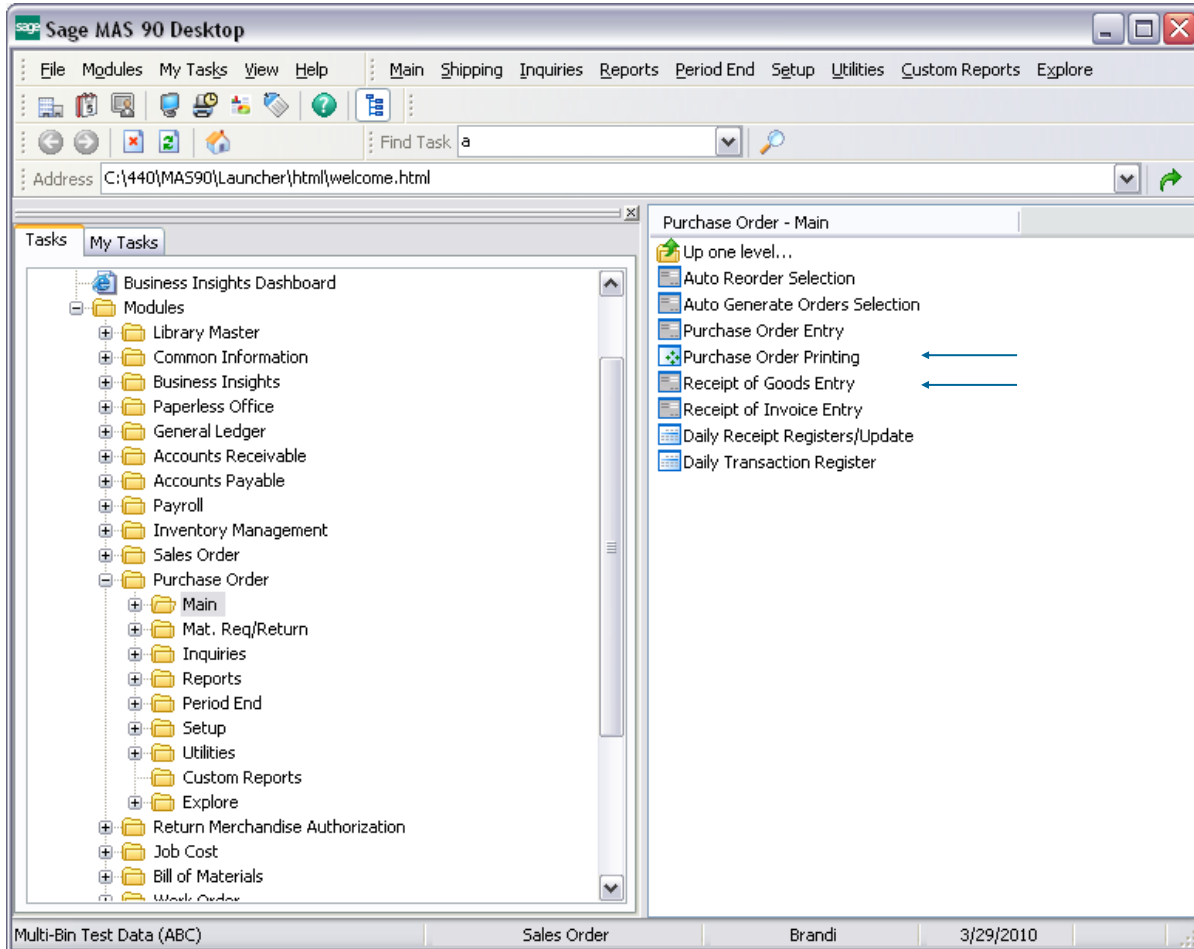 sage Sage MAS 90 Desktop
File Modules My Tasks View Help Main Shipping Inquiries Reports Period End Setup Utilities Custom Reports Explore
Find Task a
Address C:\440\MAS90\Launcher\html\welcome.html
Tasks My Tasks
Business Insights Dashboard
Modules
Library Master
Common Information
Business Insights
Paperless Office
General Ledger
Accounts Receivable
Accounts Payable
Payroll
Inventory Management
Sales Order
Purchase Order
Main
Mat. Req/Return
Inquiries
Reports
Period End
Setup
Utilities
Custom Reports
Explore
Return Merchandise Authorization
Job Cost
Bill of Materials
Work Order
Purchase Order - Main
Up one level...
Auto Reorder Selection
Auto Generate Orders Selection
Purchase Order Entry
Purchase Order Printing
Receipt of Goods Entry
Receipt of Invoice Entry
Daily Receipt Registers/Update
Daily Transaction Register
Multi-Bin Test Data (ABC) Sales Order Brandi 3/29/2010